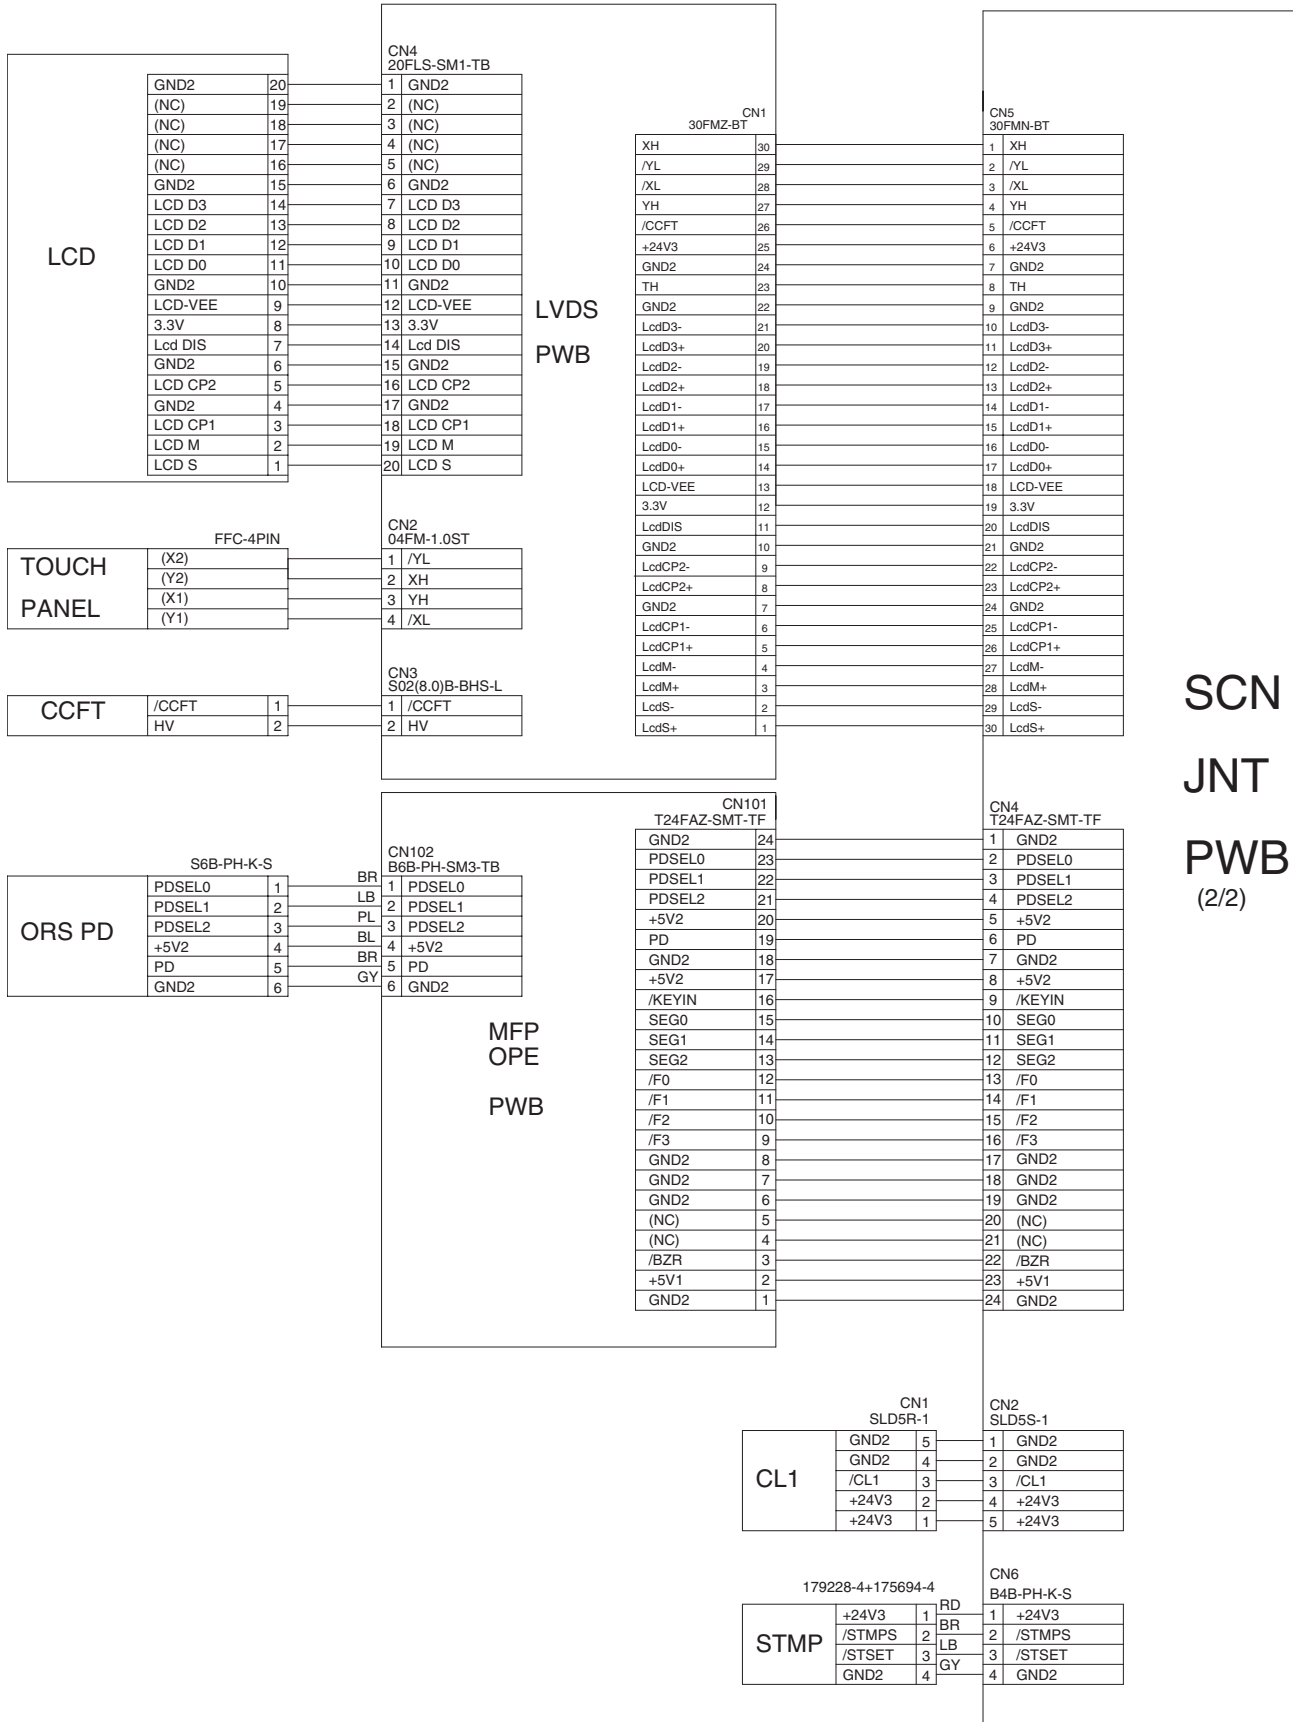 LCD
GND2 20
(NC) 19
(NC) 18
(NC) 17
(NC) 16
GND2 15
LCD D3 14
LCD D2 13
LCD D1 12
LCD D0 11
GND2 10
LCD-VEE 9
3.3V 8
Lcd DIS 7
GND2 6
LCD CP2 5
GND2 4
LCD CP1 3
LCD M 2
LCD S 1
CN4
20FLS-SM1-TB
1 GND2
2 (NC)
3 (NC)
4 (NC)
5 (NC)
6 GND2
7 LCD D3
8 LCD D2
9 LCD D1
10 LCD D0
11 GND2
12 LCD-VEE
13 3.3V
14 Lcd DIS
15 GND2
16 LCD CP2
17 GND2
18 LCD CP1
19 LCD M
20 LCD S
LVDS
PWB
CN1
30FMZ-BT
XH 30
/YL 29
/XL 28
YH 27
/CCFT 26
+24V3 25
GND2 24
TH 23
GND2 22
LcdD3- 21
LcdD3+ 20
LcdD2- 19
LcdD2+ 18
LcdD1- 17
LcdD1+ 16
LcdD0- 15
LcdD0+ 14
LCD-VEE 13
3.3V 12
LcdDIS 11
GND2 10
LcdCP2- 9
LcdCP2+ 8
GND2 7
LcdCP1- 6
LcdCP1+ 5
LcdM- 4
LcdM+ 3
LcdS- 2
LcdS+ 1
CN5
30FMN-BT
1 XH
2 /YL
3 /XL
4 YH
5 /CCFT
6 +24V3
7 GND2
8 TH
9 GND2
10 LcdD3-
11 LcdD3+
12 LcdD2-
13 LcdD2+
14 LcdD1-
15 LcdD1+
16 LcdD0-
17 LcdD0+
18 LCD-VEE
19 3.3V
20 LcdDIS
21 GND2
22 LcdCP2-
23 LcdCP2+
24 GND2
25 LcdCP1-
26 LcdCP1+
27 LcdM-
28 LcdM+
29 LcdS-
30 LcdS+
FFC-4PIN
TOUCH
PANEL
(X2)
(Y2)
(X1)
(Y1)
CN2
04FM-1.0ST
1 /YL
2 XH
3 YH
4 /XL
CCFT
/CCFT 1
HV 2
CN3
S02(8.0)B-BHS-L
1 /CCFT
2 HV
SCN
JNT
PWB
(2/2)
S6B-PH-K-S
ORS PD
PDSEL0 1
PDSEL1 2
PDSEL2 3
+5V2 4
PD 5
GND2 6
BR
LB
PL
BL
BR
GY
CN102
B6B-PH-SM3-TB
1 PDSEL0
2 PDSEL1
3 PDSEL2
4 +5V2
5 PD
6 GND2
MFP
OPE
PWB
CN101
T24FAZ-SMT-TF
GND2 24
PDSEL0 23
PDSEL1 22
PDSEL2 21
+5V2 20
PD 19
GND2 18
+5V2 17
/KEYIN 16
SEG0 15
SEG1 14
SEG2 13
/F0 12
/F1 11
/F2 10
/F3 9
GND2 8
GND2 7
GND2 6
(NC) 5
(NC) 4
/BZR 3
+5V1 2
GND2 1
CN4
T24FAZ-SMT-TF
1 GND2
2 PDSEL0
3 PDSEL1
4 PDSEL2
5 +5V2
6 PD
7 GND2
8 +5V2
9 /KEYIN
10 SEG0
11 SEG1
12 SEG2
13 /F0
14 /F1
15 /F2
16 /F3
17 GND2
18 GND2
19 GND2
20 (NC)
21 (NC)
22 /BZR
23 +5V1
24 GND2
CN1
SLD5R-1
CL1
GND2 5
GND2 4
/CL1 3
+24V3 2
+24V3 1
CN2
SLD5S-1
1 GND2
2 GND2
3 /CL1
4 +24V3
5 +24V3
179228-4+175694-4
STMP
+24V3 1
/STMPS 2
/STSET 3
GND2 4
RD
BR
LB
GY
CN6
B4B-PH-K-S
1 +24V3
2 /STMPS
3 /STSET
4 GND2